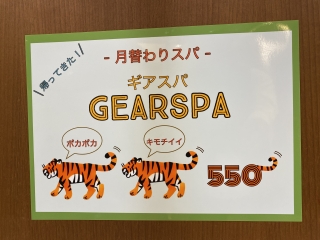 \帰ってきた！/
- 月替わりスパ -
ギアスパ
GEARSPA
ポカポカ
キモチイイ
550